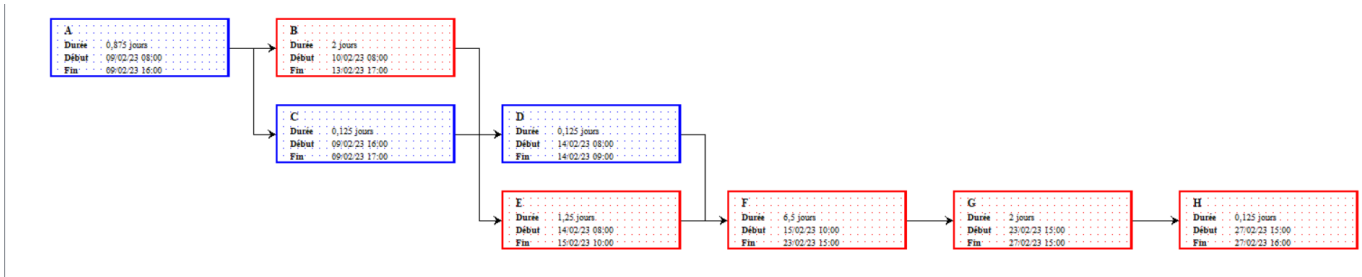 A
Durée 0,875 jours
Début 09/02/23 08:00
Fin 09/02/23 16:00
B
Durée 2 jours
Début 10/02/23 08:00
Fin 13/02/23 17:00
C
Durée 0,125 jours
Début 09/02/23 16:00
Fin 09/02/23 17:00
D
Durée 0,125 jours
Début 14/02/23 08:00
Fin 14/02/23 09:00
E
Durée 1,25 jours
Début 14/02/23 08:00
Fin 15/02/23 10:00
F
Durée 6,5 jours
Début 15/02/23 10:00
Fin 23/02/23 15:00
G
Durée 2 jours
Début 23/02/23 15:00
Fin 27/02/23 15:00
H
Durée 0,125 jours
Début 27/02/23 15:00
Fin 27/02/23 16:00